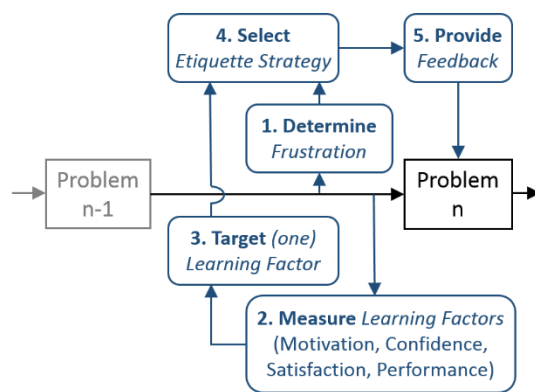 4. Select
Etiquette Strategy
5. Provide
Feedback
1. Determine
Frustration
Problem
n-1
Problem
n
3. Target (one)
Learning Factor
2. Measure Learning Factors
(Motivation, Confidence,
Satisfaction, Performance)